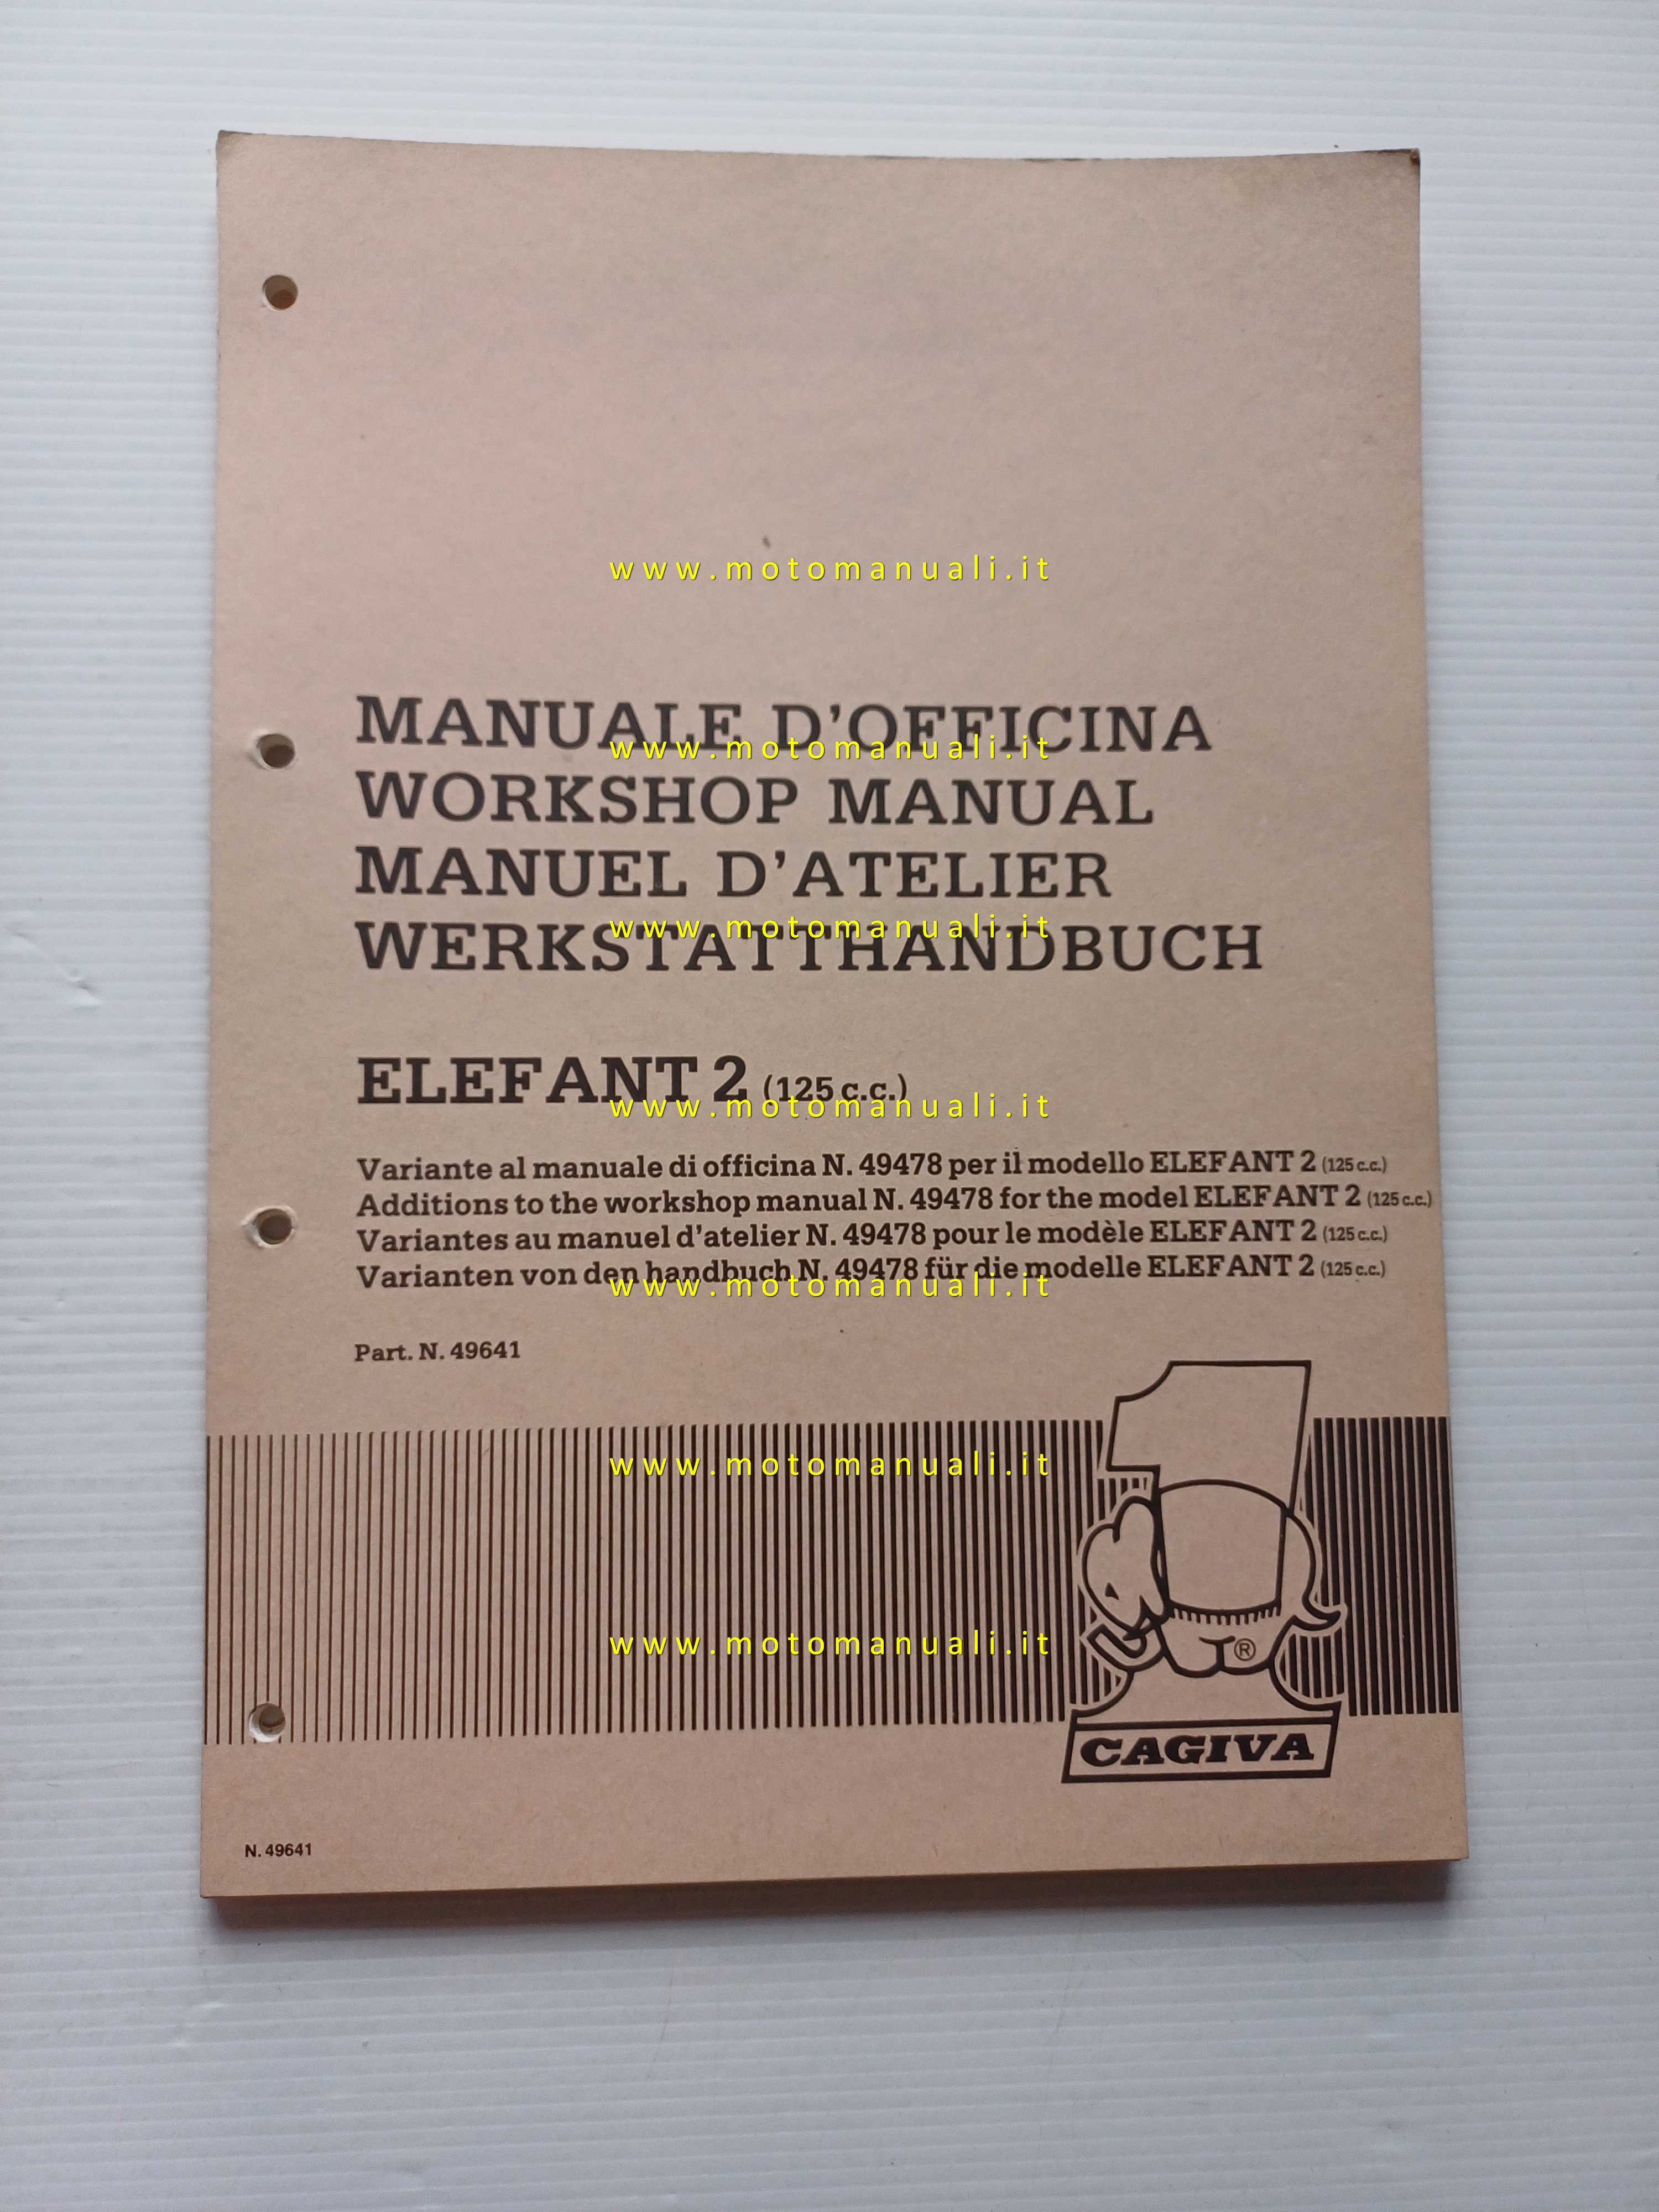 www.motomanuali.it
MANUALE D'OFFICINA
www.motomanuali.it
WORKSHOP MANUAL
MANUEL D'ATELIER
www.motomanuali.it
WERKSTATTHANDBUCH
ELEFANT 2 (125 c.c.)
www.motomanuali.it
Variante al manuale di officina N. 49478 per il modello ELEFANT 2 (125 c.c.)
Additions to the workshop manual N. 49478 for the model ELEFANT 2 (125 c.c.)
Variantes au manuel d'atelier N. 49478 pour le modèle ELEFANT 2 (125 c.c.)
Varianten von den handbuch N. 49478 für die modelle ELEFANT 2 (125 c.c.)
www.motomanuali.it
Part. N. 49641
www.motomanuali.it
www.motomanuali.it
®
CAGIVA
N. 49641